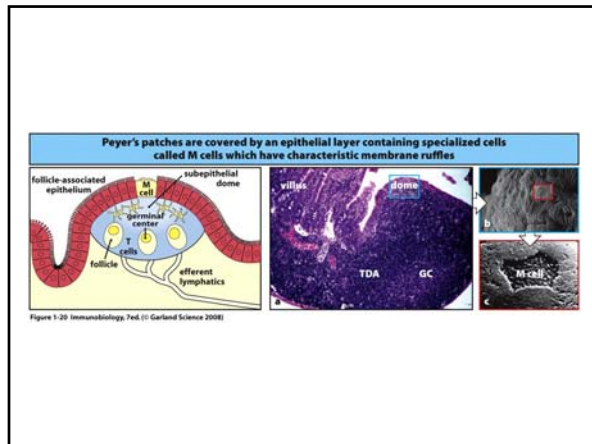 Peyer's patches are covered by an epithelial layer containing specialized cells
called M cells which have characteristic membrane ruffles
follicle-associated
epithelium
M
cell
subepithelial
dome
germinal
center
T
cells
follicle
efferent
lymphatics
villus
dome
TDA
GC
a
b
M cell
c
Figure 1-20 Immunobiology, 7ed. (© Garland Science 2008)